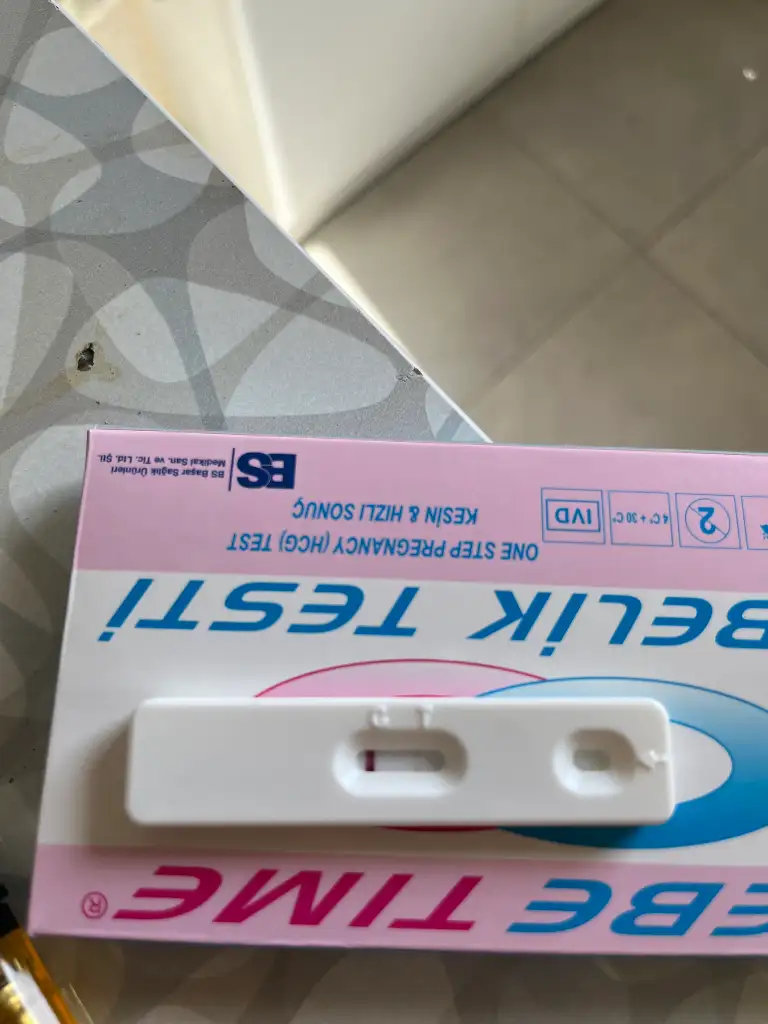 EBE TIME®
C T
BELİK TESTİ
ONE STEP PREGNANCY (HCG) TEST
KESİN & HIZLI SONUÇ
2
4 C° + 30 C°
IVD
BS
BS Başar Sağlık Ürünleri
Medikal San. ve Tic. Ltd. Şti.